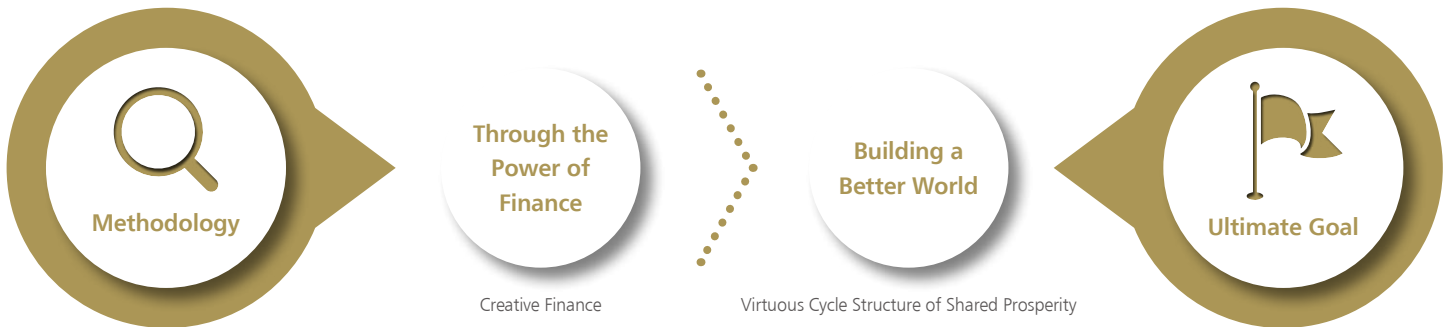 Methodology
Through the
Power of
Finance
Creative Finance
Building a
Better World
Virtuous Cycle Structure of Shared Prosperity
Ultimate Goal